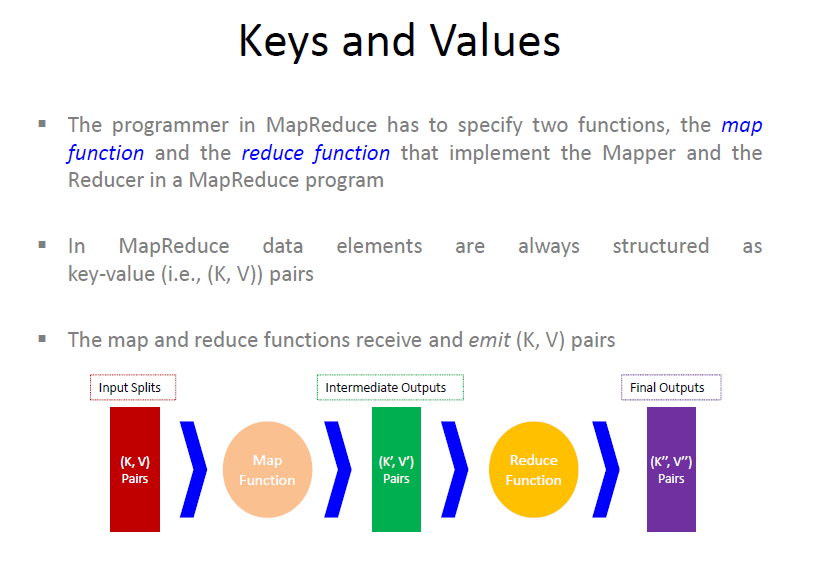 Keys and Values
▪ The programmer in MapReduce has to specify two functions, the map
function and the reduce function that implement the Mapper and the
Reducer in a MapReduce program
▪ In MapReduce data elements are always structured as
key-value (i.e., (K, V)) pairs
▪ The map and reduce functions receive and emit (K, V) pairs
Input Splits
Intermediate Outputs
Final Outputs
(K, V)
Pairs
Map
Function
(K’, V’)
Pairs
Reduce
Function
(K’’, V’’)
Pairs